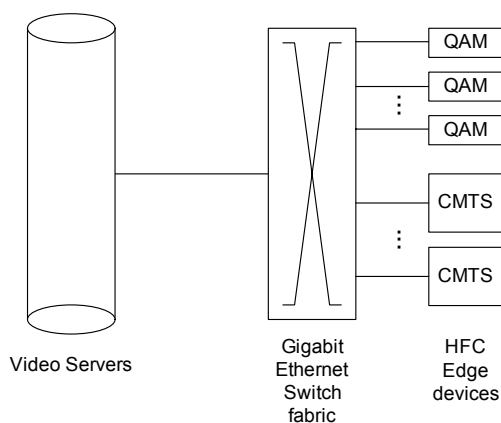 QAM
QAM
QAM
CMTS
CMTS
Video Servers
Gigabit
Ethernet
Switch
fabric
HFC
Edge
devices